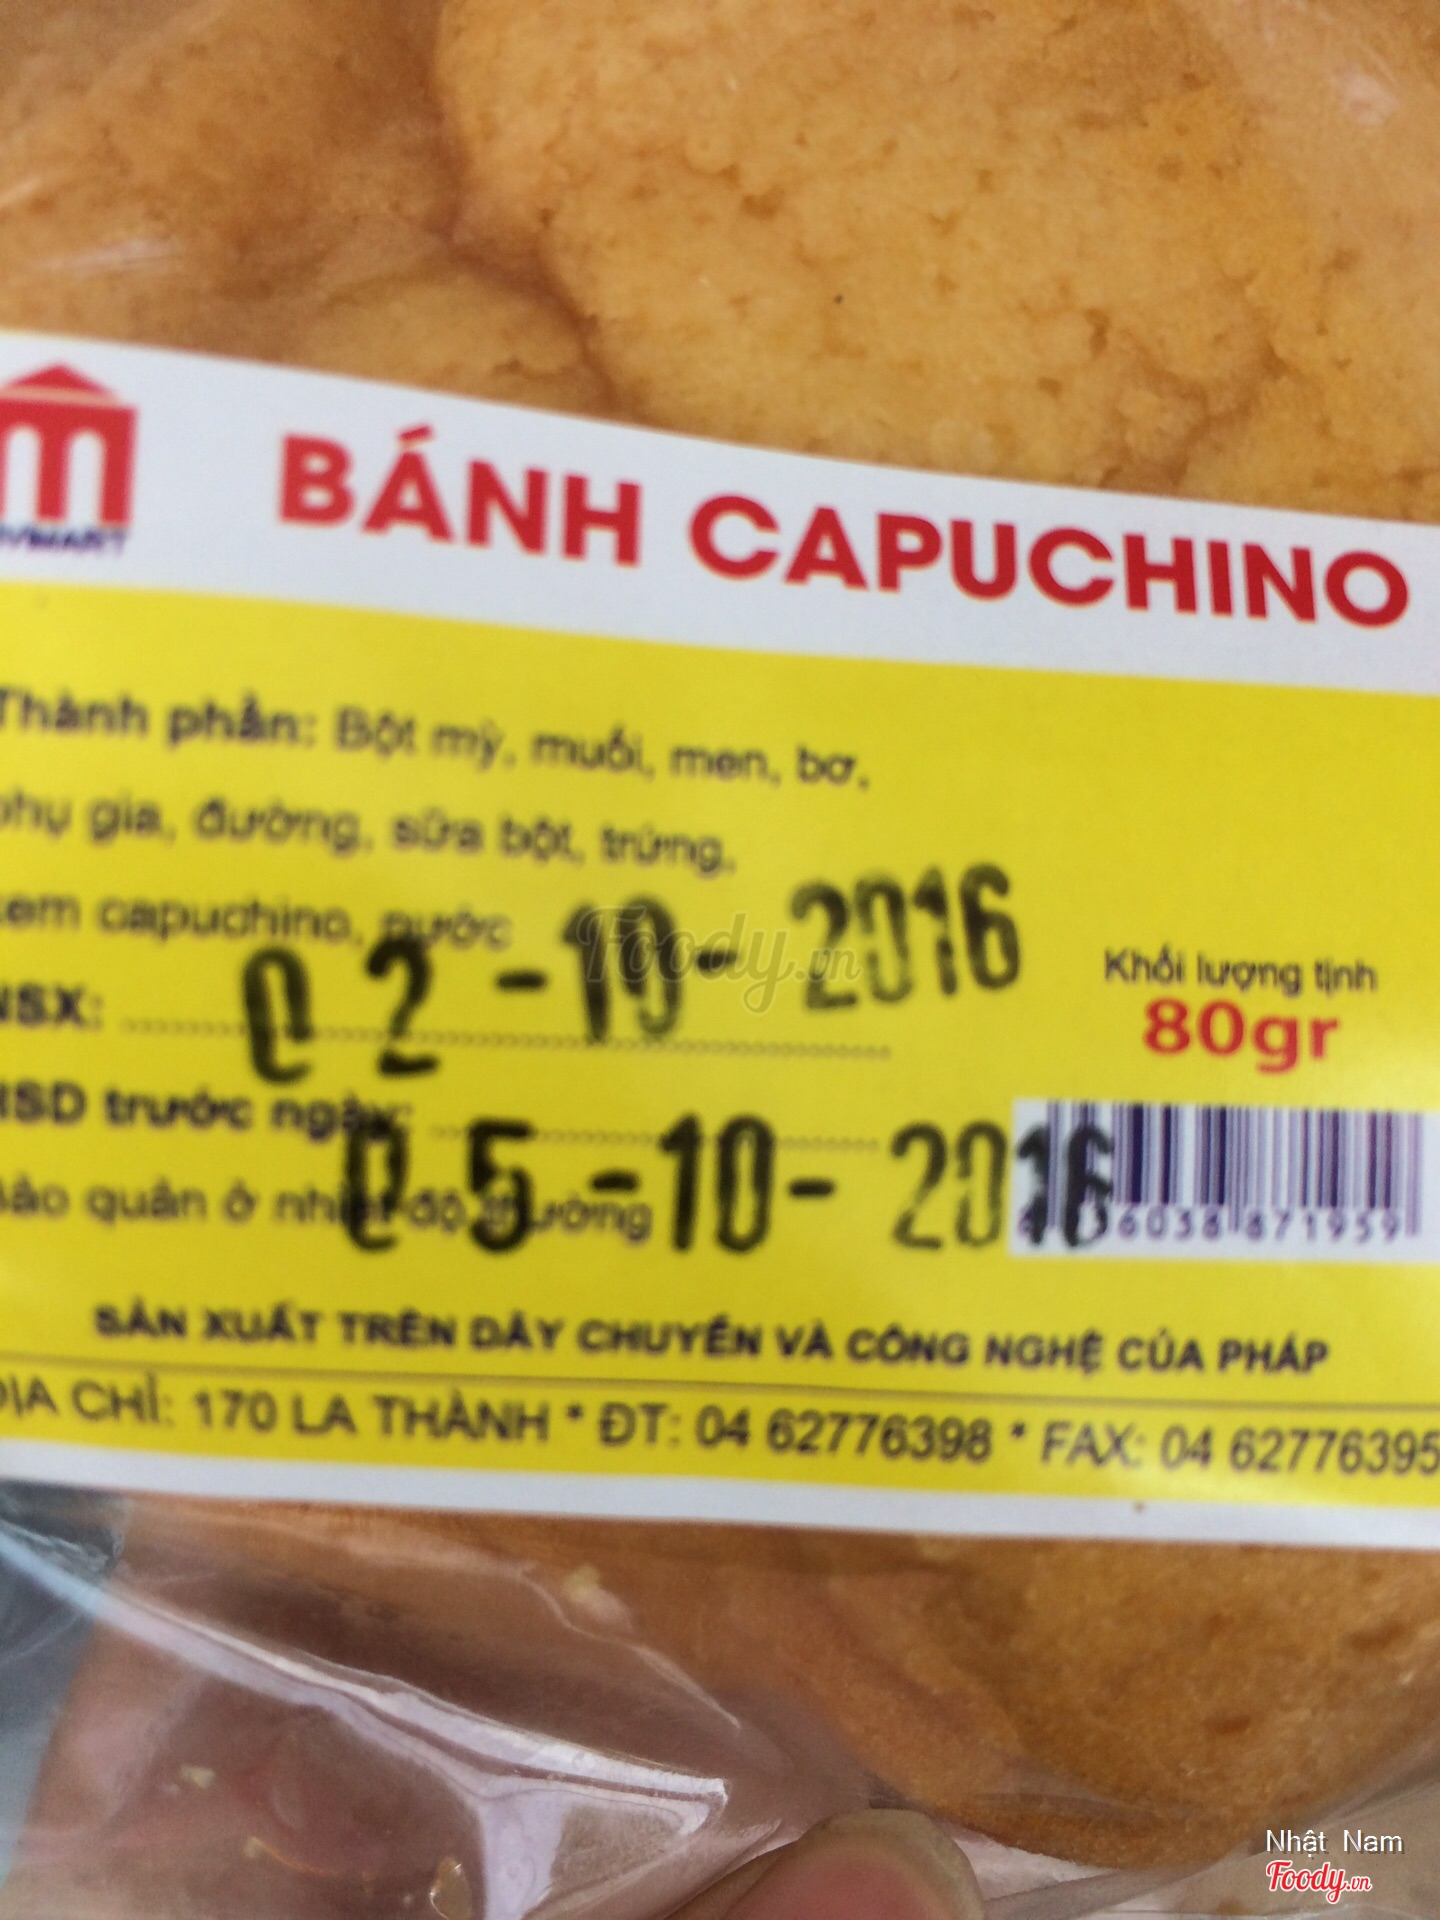 BÁNH CAPUCHINO
Thành phần: Bột mỳ, muối, men, bơ,
phụ gia, đường, sữa bột, trứng,
kem capuchino, nước
NSX: 02-10-2016
Khối lượng tịnh
80gr
HSD trước ngày: 05-10-2016
Bảo quản ở nhiệt độ thường
SẢN XUẤT TRÊN DÂY CHUYỀN VÀ CÔNG NGHỆ CỦA PHÁP
ĐỊA CHỈ: 170 LA THÀNH * ĐT: 04 62776398 * FAX: 04 62776395
Foody.vn
Nhật Nam
Foody.vn